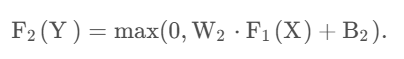 F₂(Y) = max(0, W₂ · F₁(X) + B₂).